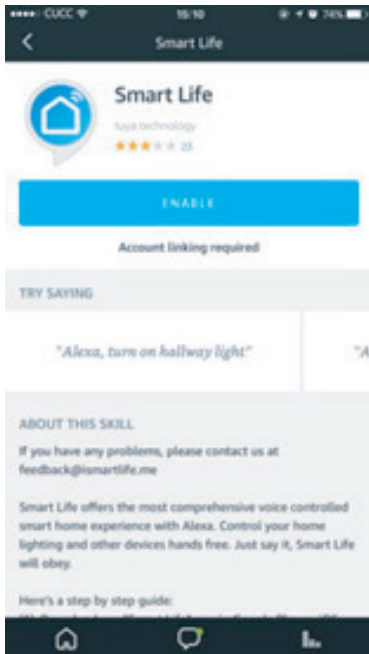 CUCC 15:10 74%
Smart Life
Smart Life
tuya technology
23
ENABLE
Account linking required
TRY SAYING
"Alexa, turn on hallway light"
"A
ABOUT THIS SKILL
If you have any problems, please contact us at
feedback@ismartlife.me
Smart Life offers the most comprehensive voice controlled
smart home experience with Alexa. Control your home
lighting and other devices hands free. Just say it, Smart Life
will obey.
Here's a step by step guide: